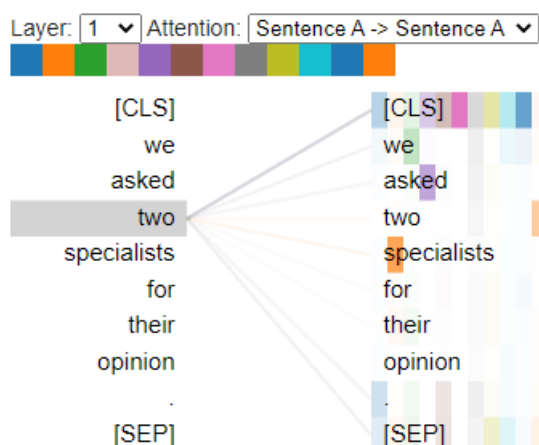 Layer: 1 Attention: Sentence A -> Sentence A
[CLS] [CLS]
we we
asked asked
two two
specialists specialists
for for
their their
opinion opinion
. .
[SEP] [SEP]